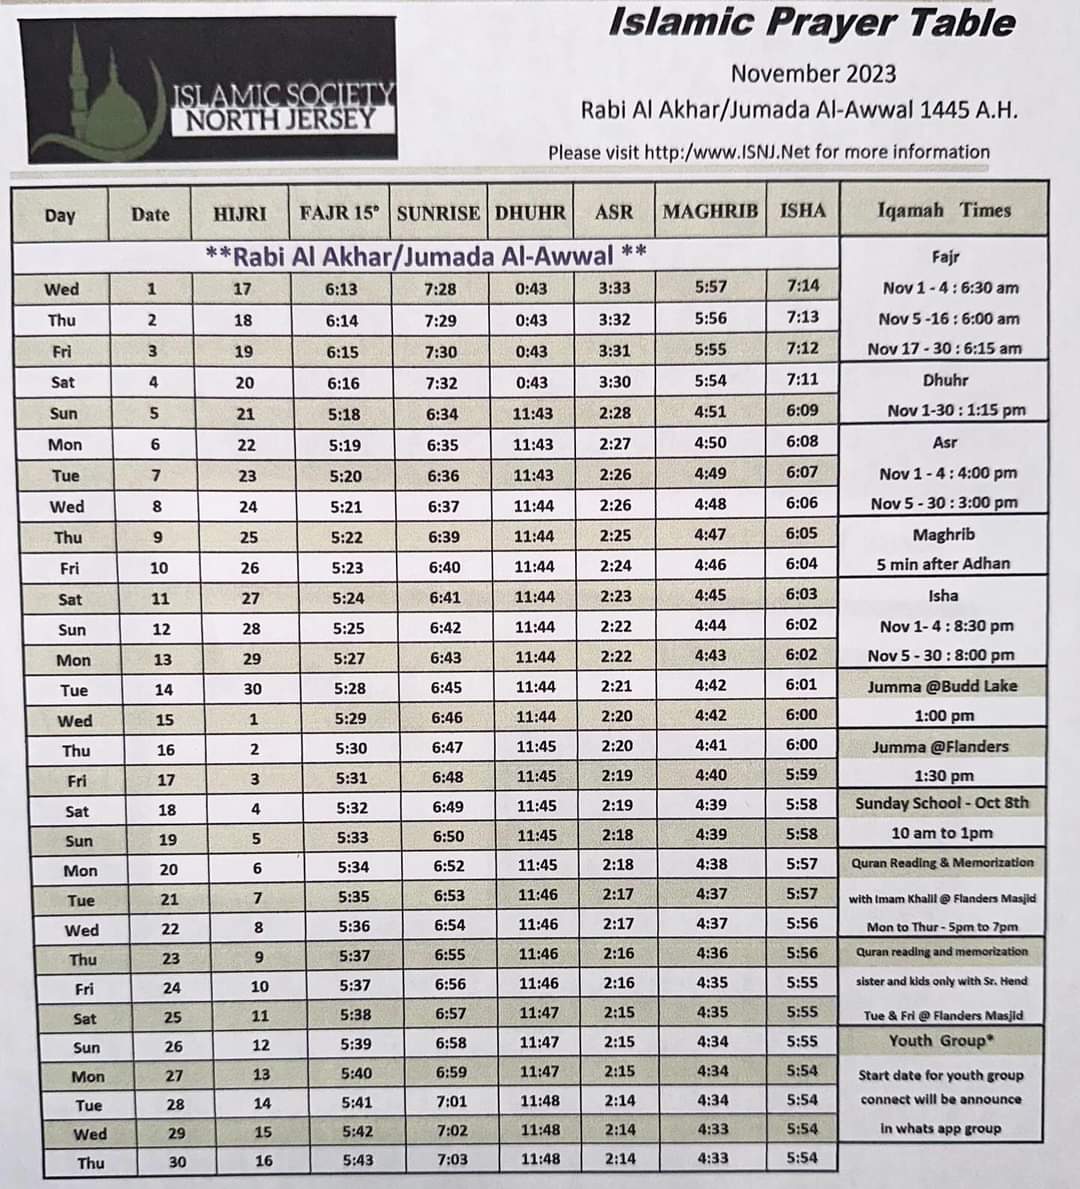 ISLAMIC SOCIETY
NORTH JERSEY
Islamic Prayer Table
November 2023
Rabi Al Akhar/Jumada Al-Awwal 1445 A.H.
Please visit http:/www.ISNJ.Net for more information
Day Date HIJRI FAJR 15° SUNRISE DHUHR ASR MAGHRIB ISHA
**Rabi Al Akhar/Jumada Al-Awwal **
Wed 1 17 6:13 7:28 0:43 3:33 5:57 7:14
Thu 2 18 6:14 7:29 0:43 3:32 5:56 7:13
Fri 3 19 6:15 7:30 0:43 3:31 5:55 7:12
Sat 4 20 6:16 7:32 0:43 3:30 5:54 7:11
Sun 5 21 5:18 6:34 11:43 2:28 4:51 6:09
Mon 6 22 5:19 6:35 11:43 2:27 4:50 6:08
Tue 7 23 5:20 6:36 11:43 2:26 4:49 6:07
Wed 8 24 5:21 6:37 11:44 2:26 4:48 6:06
Thu 9 25 5:22 6:39 11:44 2:25 4:47 6:05
Fri 10 26 5:23 6:40 11:44 2:24 4:46 6:04
Sat 11 27 5:24 6:41 11:44 2:23 4:45 6:03
Sun 12 28 5:25 6:42 11:44 2:22 4:44 6:02
Mon 13 29 5:27 6:43 11:44 2:22 4:43 6:02
Tue 14 30 5:28 6:45 11:44 2:21 4:42 6:01
Wed 15 1 5:29 6:46 11:44 2:20 4:42 6:00
Thu 16 2 5:30 6:47 11:45 2:20 4:41 6:00
Fri 17 3 5:31 6:48 11:45 2:19 4:40 5:59
Sat 18 4 5:32 6:49 11:45 2:19 4:39 5:58
Sun 19 5 5:33 6:50 11:45 2:18 4:39 5:58
Mon 20 6 5:34 6:52 11:45 2:18 4:38 5:57
Tue 21 7 5:35 6:53 11:46 2:17 4:37 5:57
Wed 22 8 5:36 6:54 11:46 2:17 4:37 5:56
Thu 23 9 5:37 6:55 11:46 2:16 4:36 5:56
Fri 24 10 5:37 6:56 11:46 2:16 4:35 5:55
Sat 25 11 5:38 6:57 11:47 2:15 4:35 5:55
Sun 26 12 5:39 6:58 11:47 2:15 4:34 5:55
Mon 27 13 5:40 6:59 11:47 2:15 4:34 5:54
Tue 28 14 5:41 7:01 11:48 2:14 4:34 5:54
Wed 29 15 5:42 7:02 11:48 2:14 4:33 5:54
Thu 30 16 5:43 7:03 11:48 2:14 4:33 5:54
Iqamah Times
Fajr
Nov 1 - 4 : 6:30 am
Nov 5 -16 : 6:00 am
Nov 17 - 30 : 6:15 am
Dhuhr
Nov 1-30 : 1:15 pm
Asr
Nov 1 - 4 : 4:00 pm
Nov 5 - 30 : 3:00 pm
Maghrib
5 min after Adhan
Isha
Nov 1- 4 : 8:30 pm
Nov 5 - 30 : 8:00 pm
Jumma @Budd Lake
1:00 pm
Jumma @Flanders
1:30 pm
Sunday School - Oct 8th
10 am to 1pm
Quran Reading & Memorization
with Imam Khalil @ Flanders Masjid
Mon to Thur - 5pm to 7pm
Quran reading and memorization
sister and kids only with Sr. Hend
Tue & Fri @ Flanders Masjid
Youth Group*
Start date for youth group
connect will be announce
in whats app group